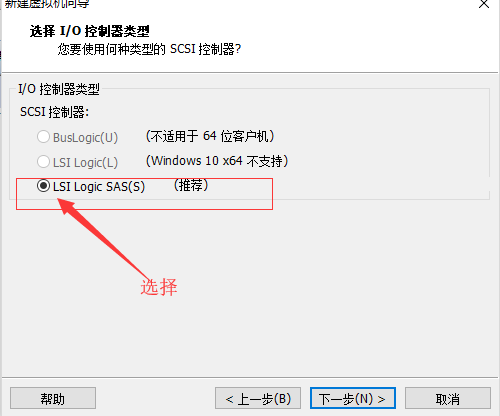 新建虚拟机向导
选择 I/O 控制器类型
您要使用何种类型的 SCSI 控制器?
I/O 控制器类型
SCSI 控制器:
BusLogic(U) (不适用于 64 位客户机)
LSI Logic(L) (Windows 10 x64 不支持)
LSI Logic SAS(S) (推荐)
选择
帮助 < 上一步(B) 下一步(N) > 取消